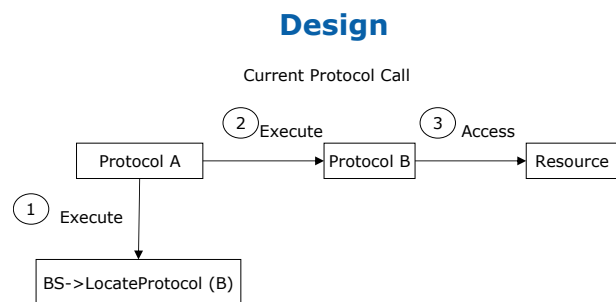 Design
Current Protocol Call
2 Execute
3 Access
Protocol A
Protocol B
Resource
1 Execute
BS->LocateProtocol (B)